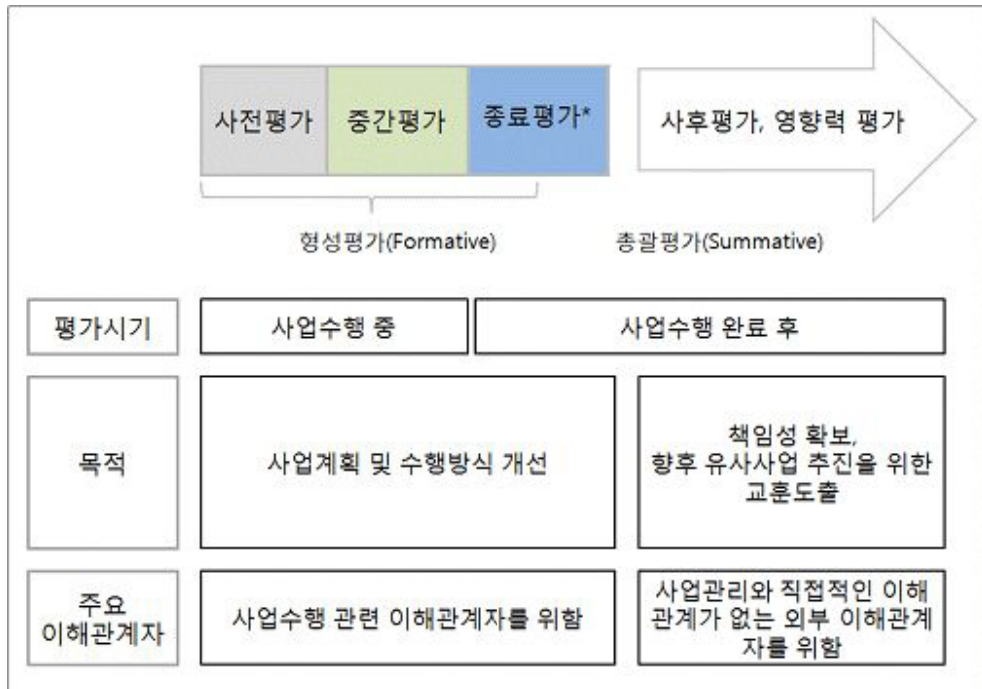 사전평가
중간평가
종료평가*
사후평가, 영향력 평가
형성평가(Formative)
총괄평가(Summative)
평가시기
사업수행 중
사업수행 완료 후
목적
사업계획 및 수행방식 개선
책임성 확보,
향후 유사사업 추진을 위한
교훈도출
주요
이해관계자
사업수행 관련 이해관계자를 위함
사업관리와 직접적인 이해
관계가 없는 외부 이해관계
자를 위함